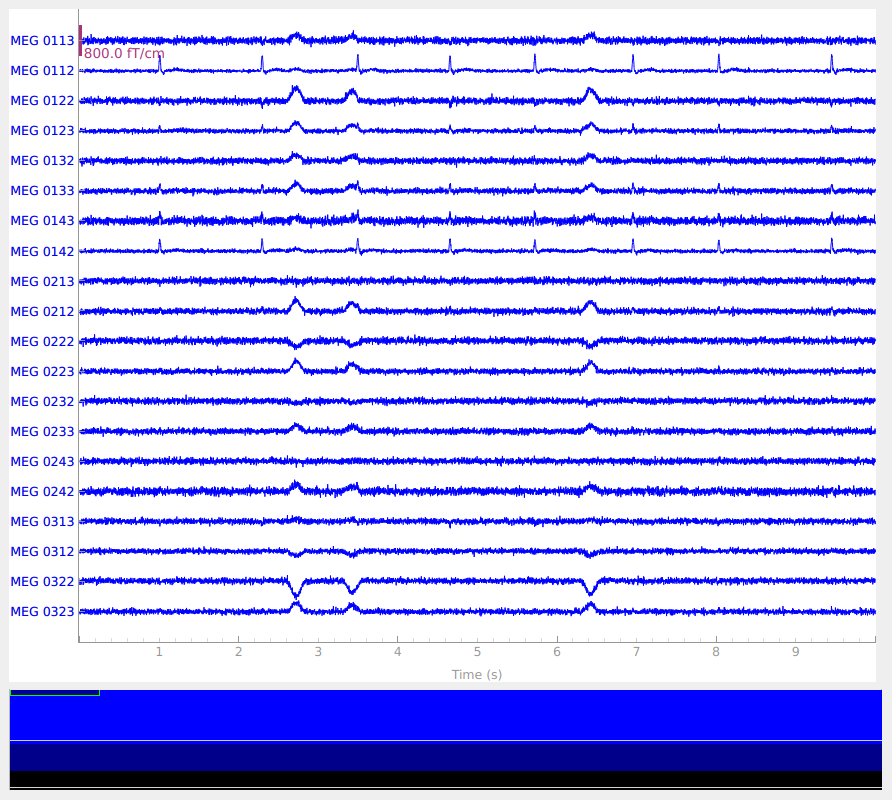 MEG 0113
800.0 fT/cm
MEG 0112
MEG 0122
MEG 0123
MEG 0132
MEG 0133
MEG 0143
MEG 0142
MEG 0213
MEG 0212
MEG 0222
MEG 0223
MEG 0232
MEG 0233
MEG 0243
MEG 0242
MEG 0313
MEG 0312
MEG 0322
MEG 0323
1 2 3 4 5 6 7 8 9
Time (s)